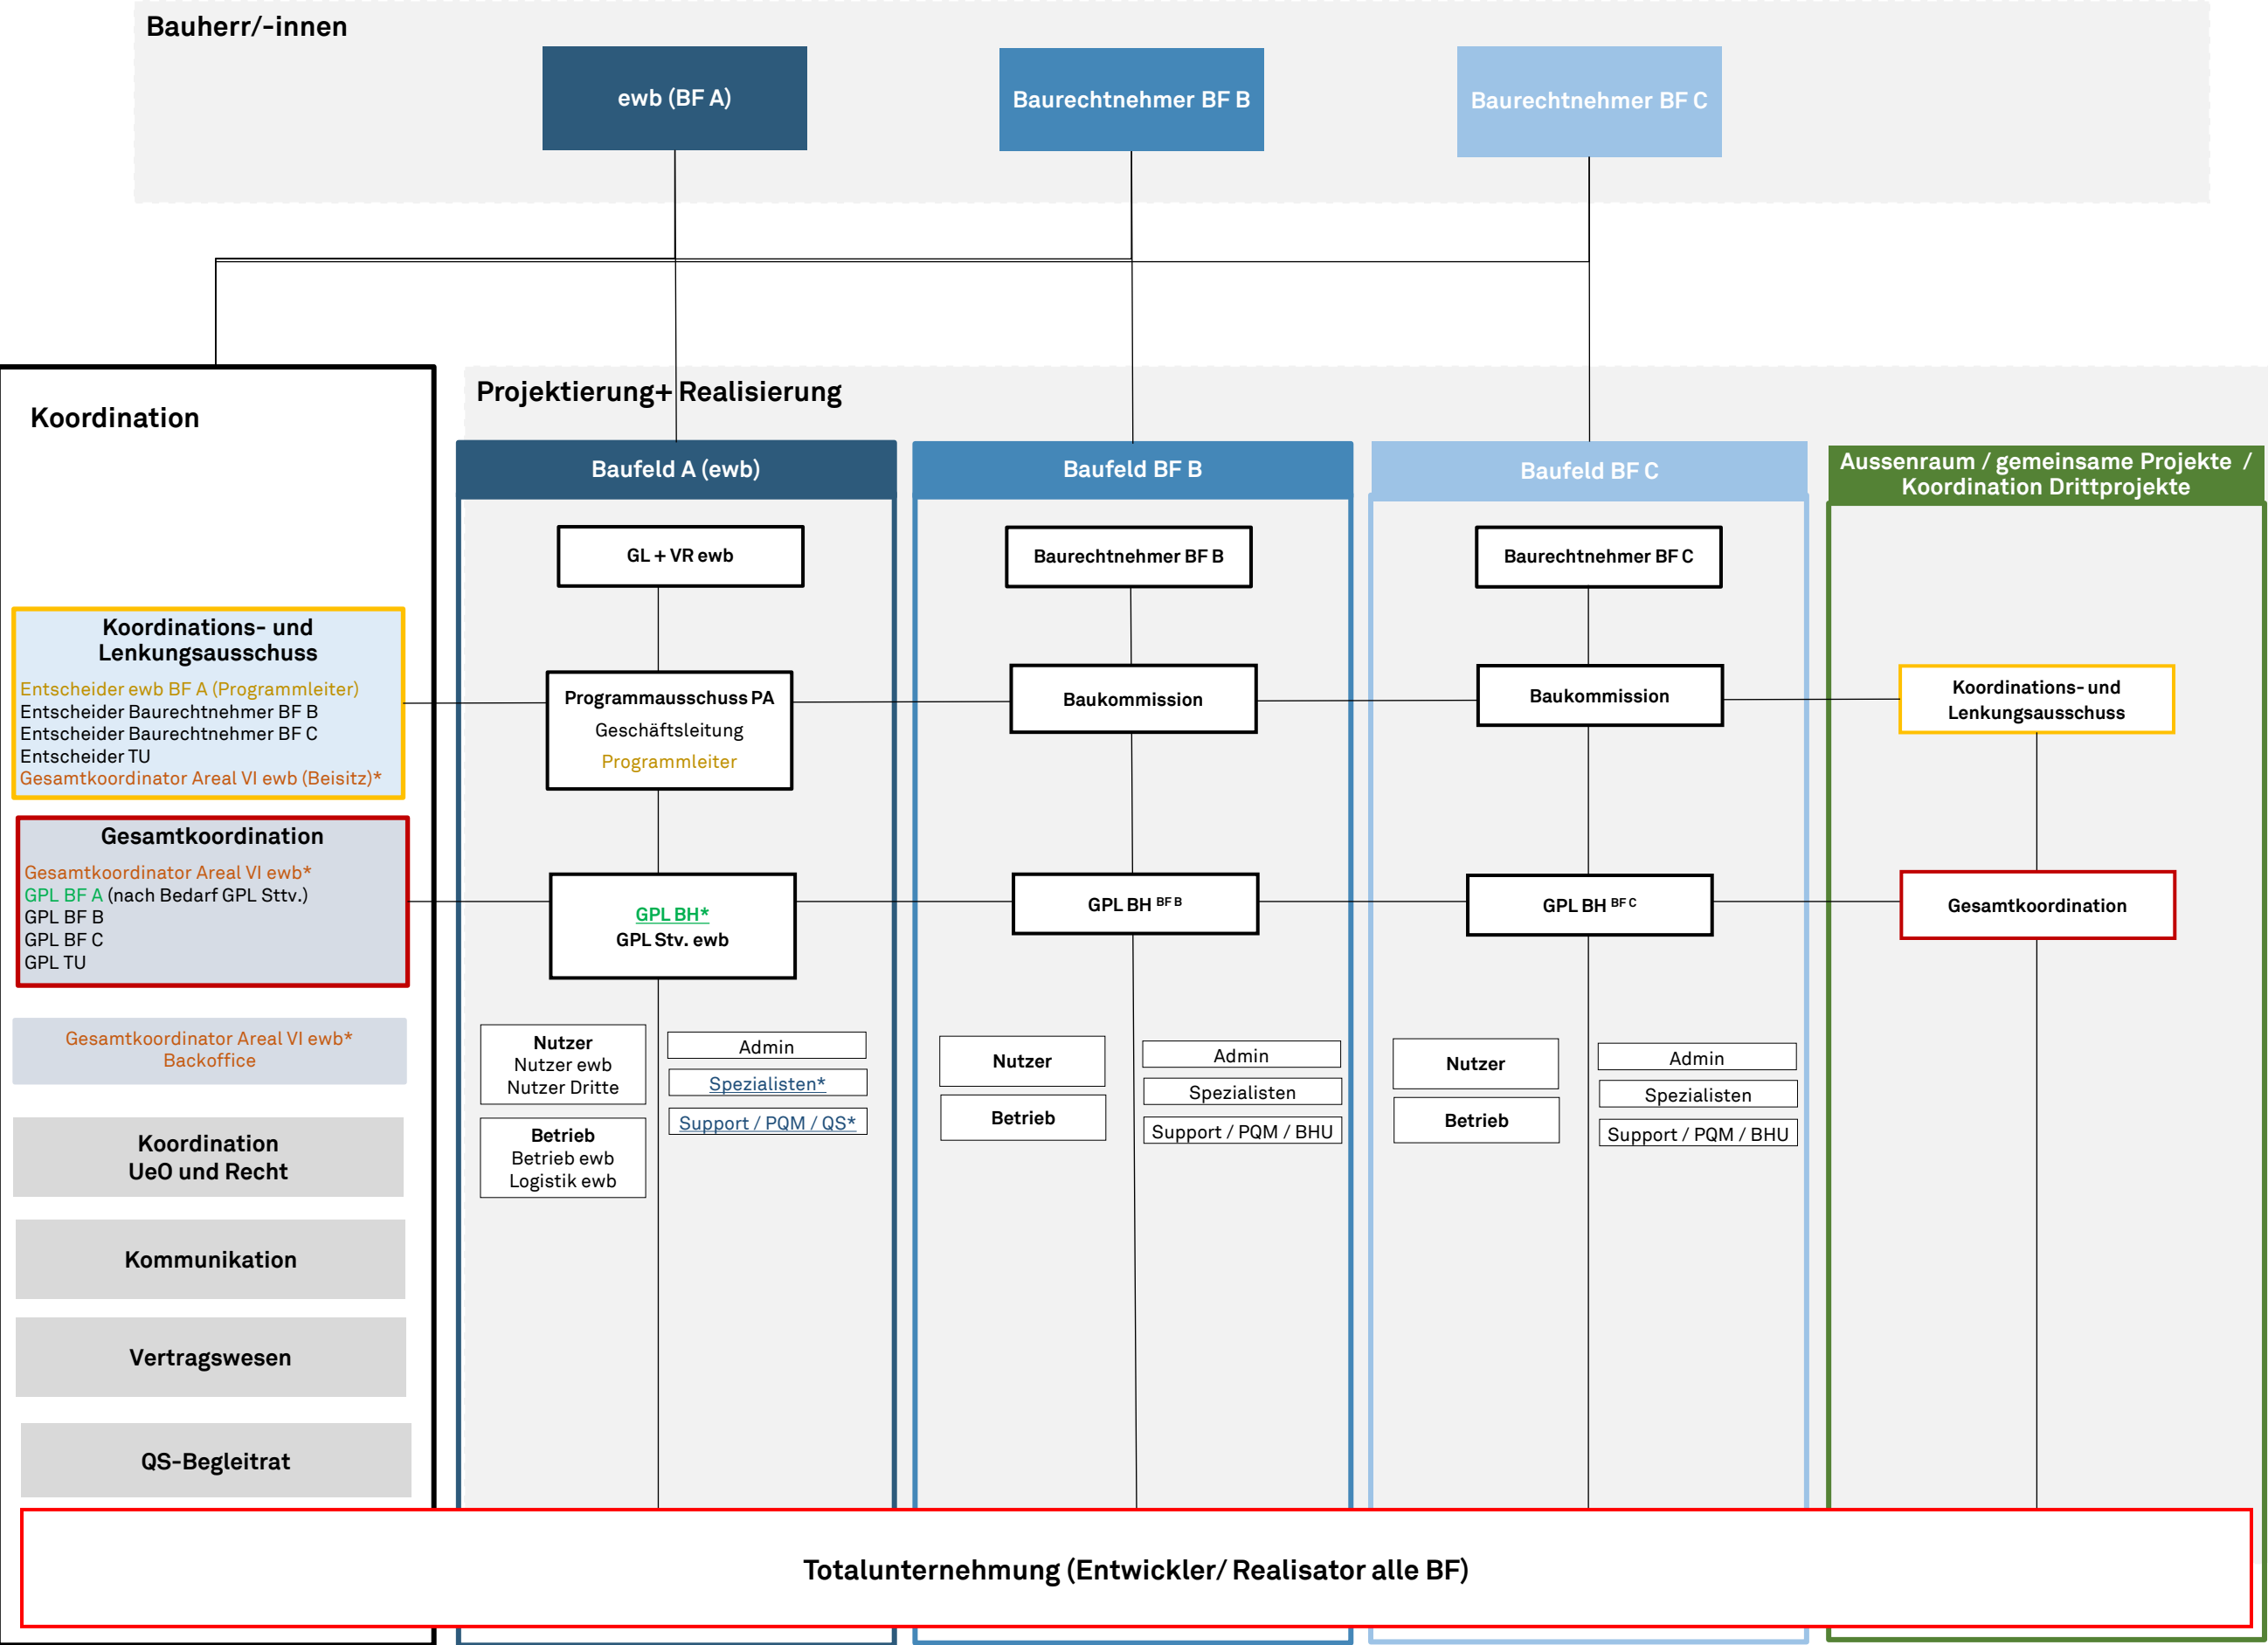 Bauherr/-innen
ewb (BF A)
Baurechtnehmer BF B
Baurechtnehmer BF C
Koordination
Koordinations- und
Lenkungsausschuss
Entscheider ewb BF A (Programmleiter)
Entscheider Baurechtnehmer BF B
Entscheider Baurechtnehmer BF C
Entscheider TU
Gesamtkoordinator Areal VI ewb (Beisitz)*
Gesamtkoordination
Gesamtkoordinator Areal VI ewb*
GPL BF A (nach Bedarf GPL Sttv.)
GPL BF B
GPL BF C
GPL TU
Gesamtkoordinator Areal VI ewb*
Backoffice
Koordination
UeO und Recht
Kommunikation
Vertragswesen
QS-Begleitrat
Projektierung+ Realisierung
Baufeld A (ewb)
GL + VR ewb
Programmausschuss PA
Geschäftsleitung
Programmleiter
GPL BH*
GPL Stv. ewb
Nutzer
Nutzer ewb
Nutzer Dritte
Betrieb
Betrieb ewb
Logistik ewb
Admin
Spezialisten*
Support / PQM / QS*
Baufeld BF B
Baurechtnehmer BF B
Baukommission
GPL BH BF B
Nutzer
Betrieb
Admin
Spezialisten
Support / PQM / BHU
Baufeld BF C
Baurechtnehmer BF C
Baukommission
GPL BH BF C
Nutzer
Betrieb
Admin
Spezialisten
Support / PQM / BHU
Aussenraum / gemeinsame Projekte /
Koordination Drittprojekte
Koordinations- und
Lenkungsausschuss
Gesamtkoordination
Totalunternehmung (Entwickler/ Realisator alle BF)